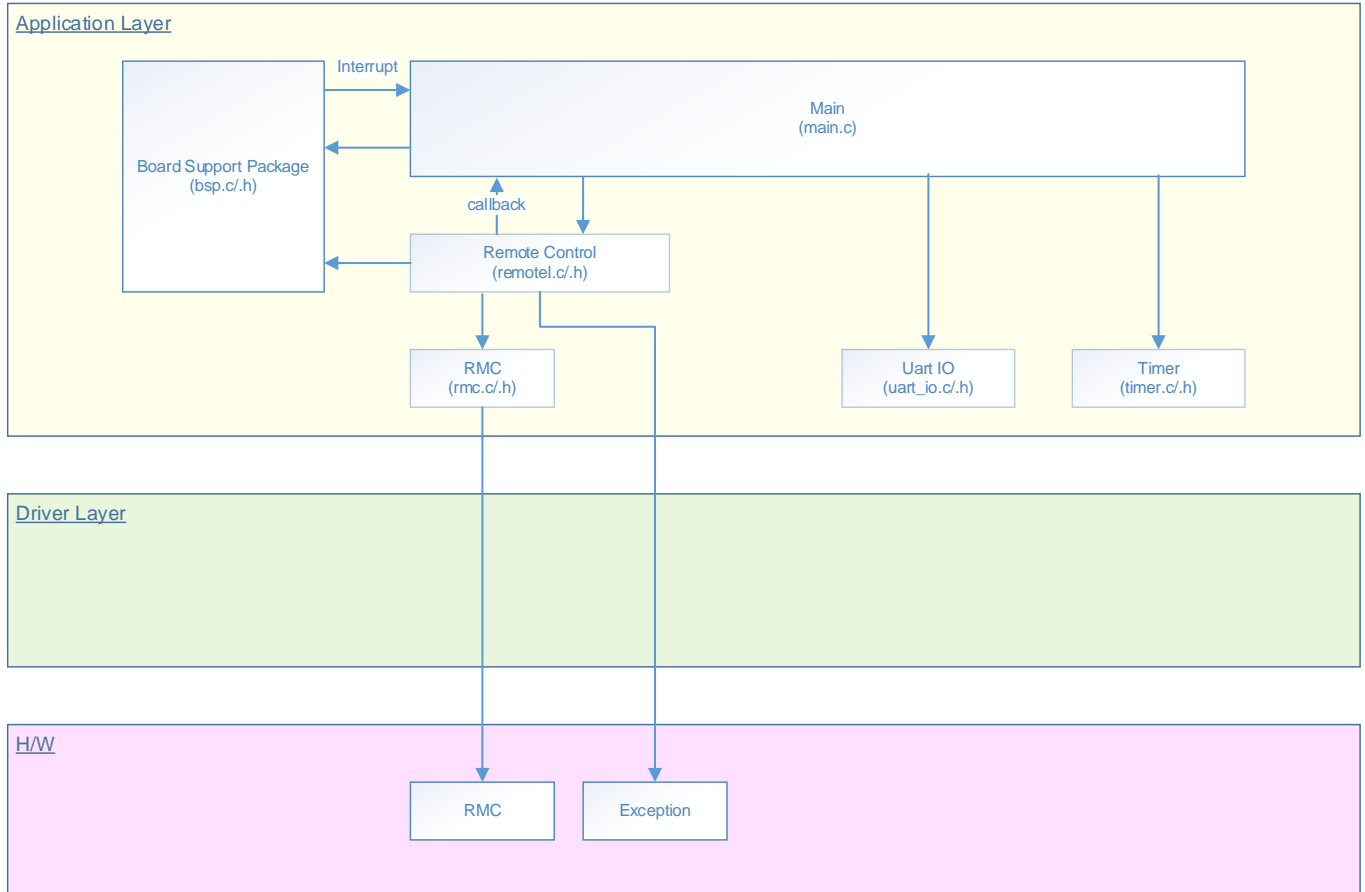 Application Layer
Interrupt
Main
(main.c)
Board Support Package
(bsp.c/.h)
callback
Remote Control
(remotel.c/.h)
RMC
(rmc.c/.h)
Uart IO
(uart_io.c/.h)
Timer
(timer.c/.h)
Driver Layer
H/W
RMC
Exception